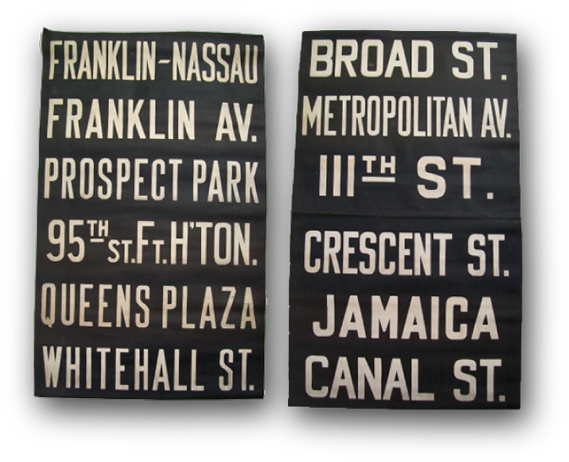 FRANKLIN-NASSAU
FRANKLIN AV.
PROSPECT PARK
95TH ST. FT. H'TON.
QUEENS PLAZA
WHITEHALL ST.
BROAD ST.
METROPOLITAN AV.
111TH ST.
CRESCENT ST.
JAMAICA
CANAL ST.